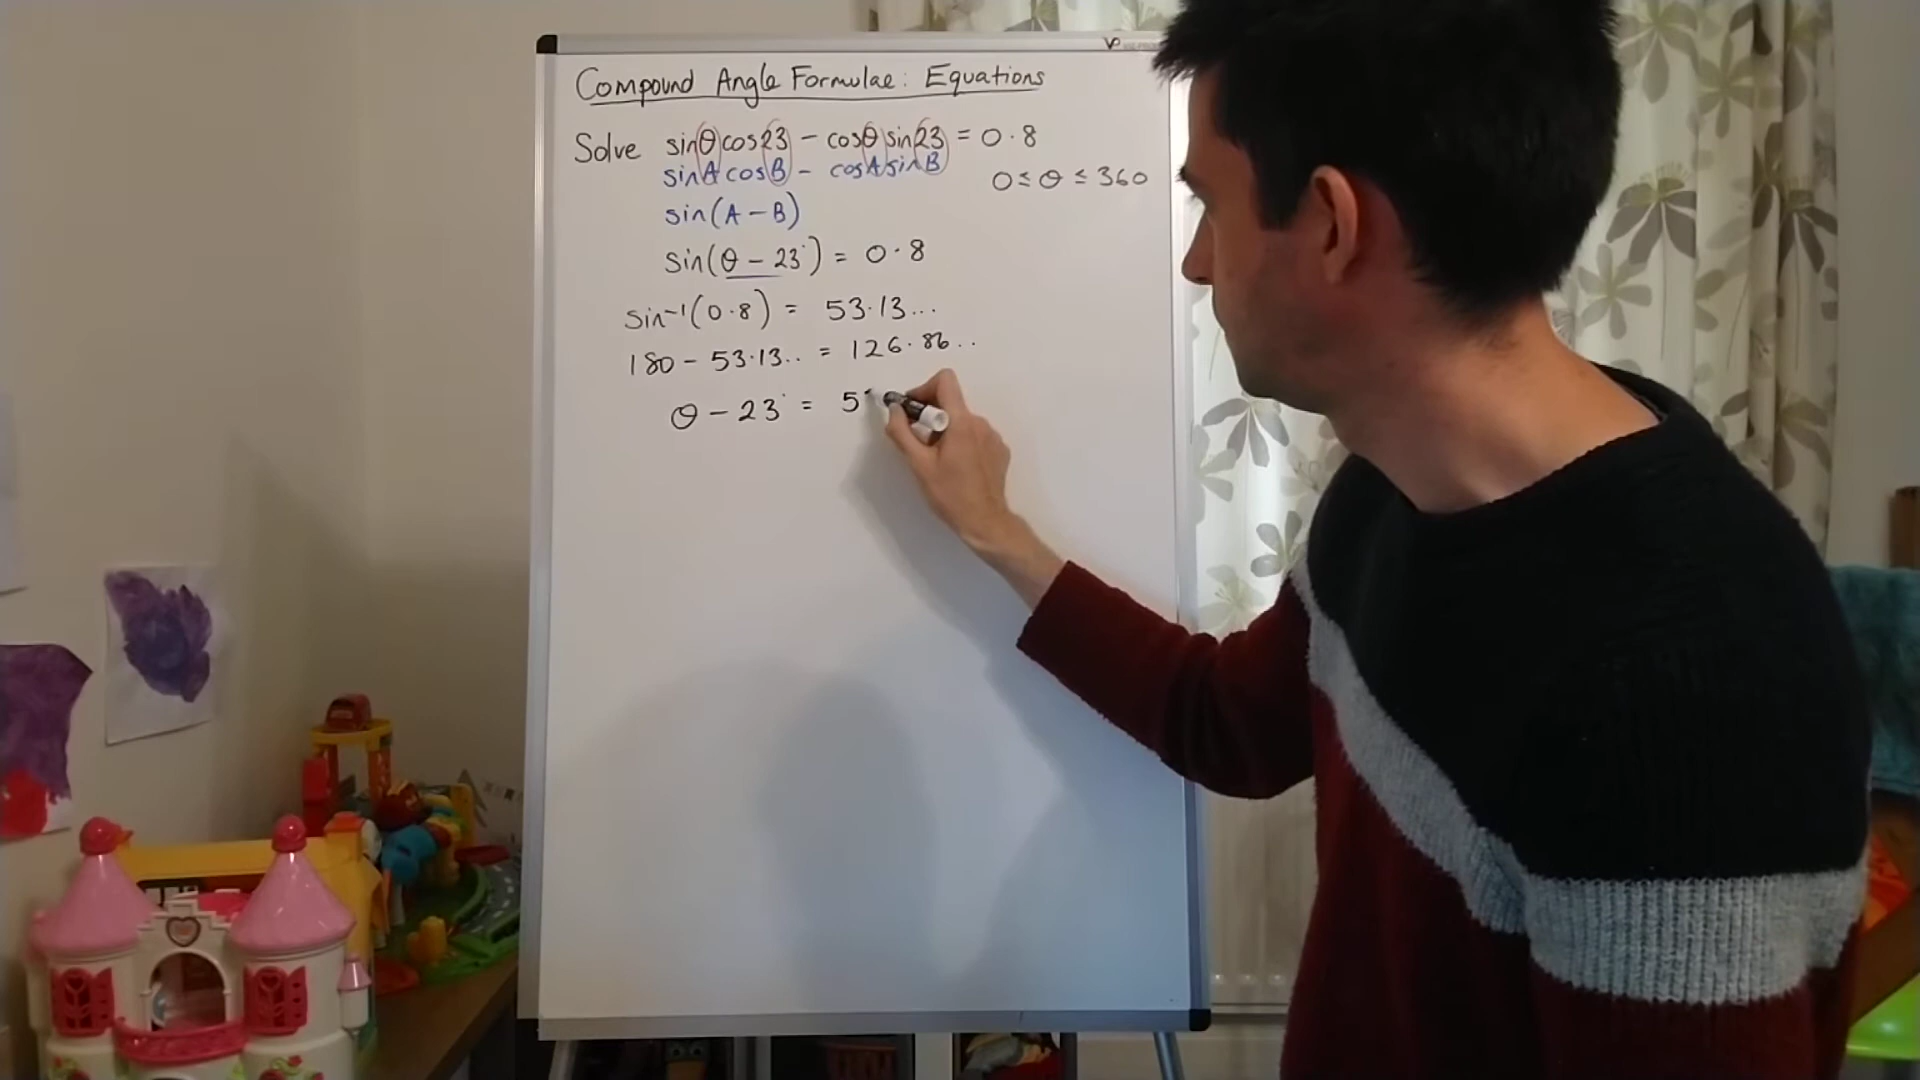 Compound Angle Formulae: Equations
Solve sinθcos23 - cosθsin23 = 0.8
sinAcosB - cosAsinB
0 ≤ θ ≤ 360
sin(A - B)
sin(θ - 23°) = 0.8
sin⁻¹(0.8) = 53.13...
180 - 53.13.. = 126.86..
θ - 23° = 5